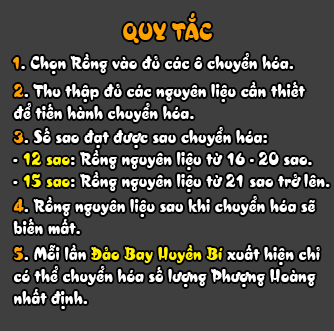 QUY TẮC
1. Chọn Rồng vào đủ các ô chuyển hóa.
2. Thu thập đủ các nguyên liệu cần thiết
để tiến hành chuyển hóa.
3. Số sao đạt được sau chuyển hóa:
- 12 sao: Rồng nguyên liệu từ 16 - 20 sao.
- 15 sao: Rồng nguyên liệu từ 21 sao trở lên.
4. Rồng nguyên liệu sau khi chuyển hóa sẽ
biến mất.
5. Mỗi lần Đảo Bay Huyền Bí xuất hiện chỉ
có thể chuyển hóa số lượng Phượng Hoàng
nhất định.